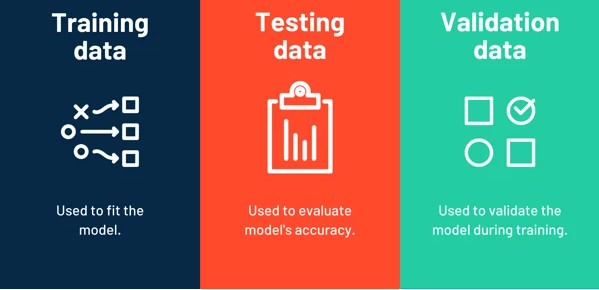 Training
data
Used to fit the
model.
Testing
data
Used to evaluate
model's accuracy.
Validation
data
Used to validate the
model during training.